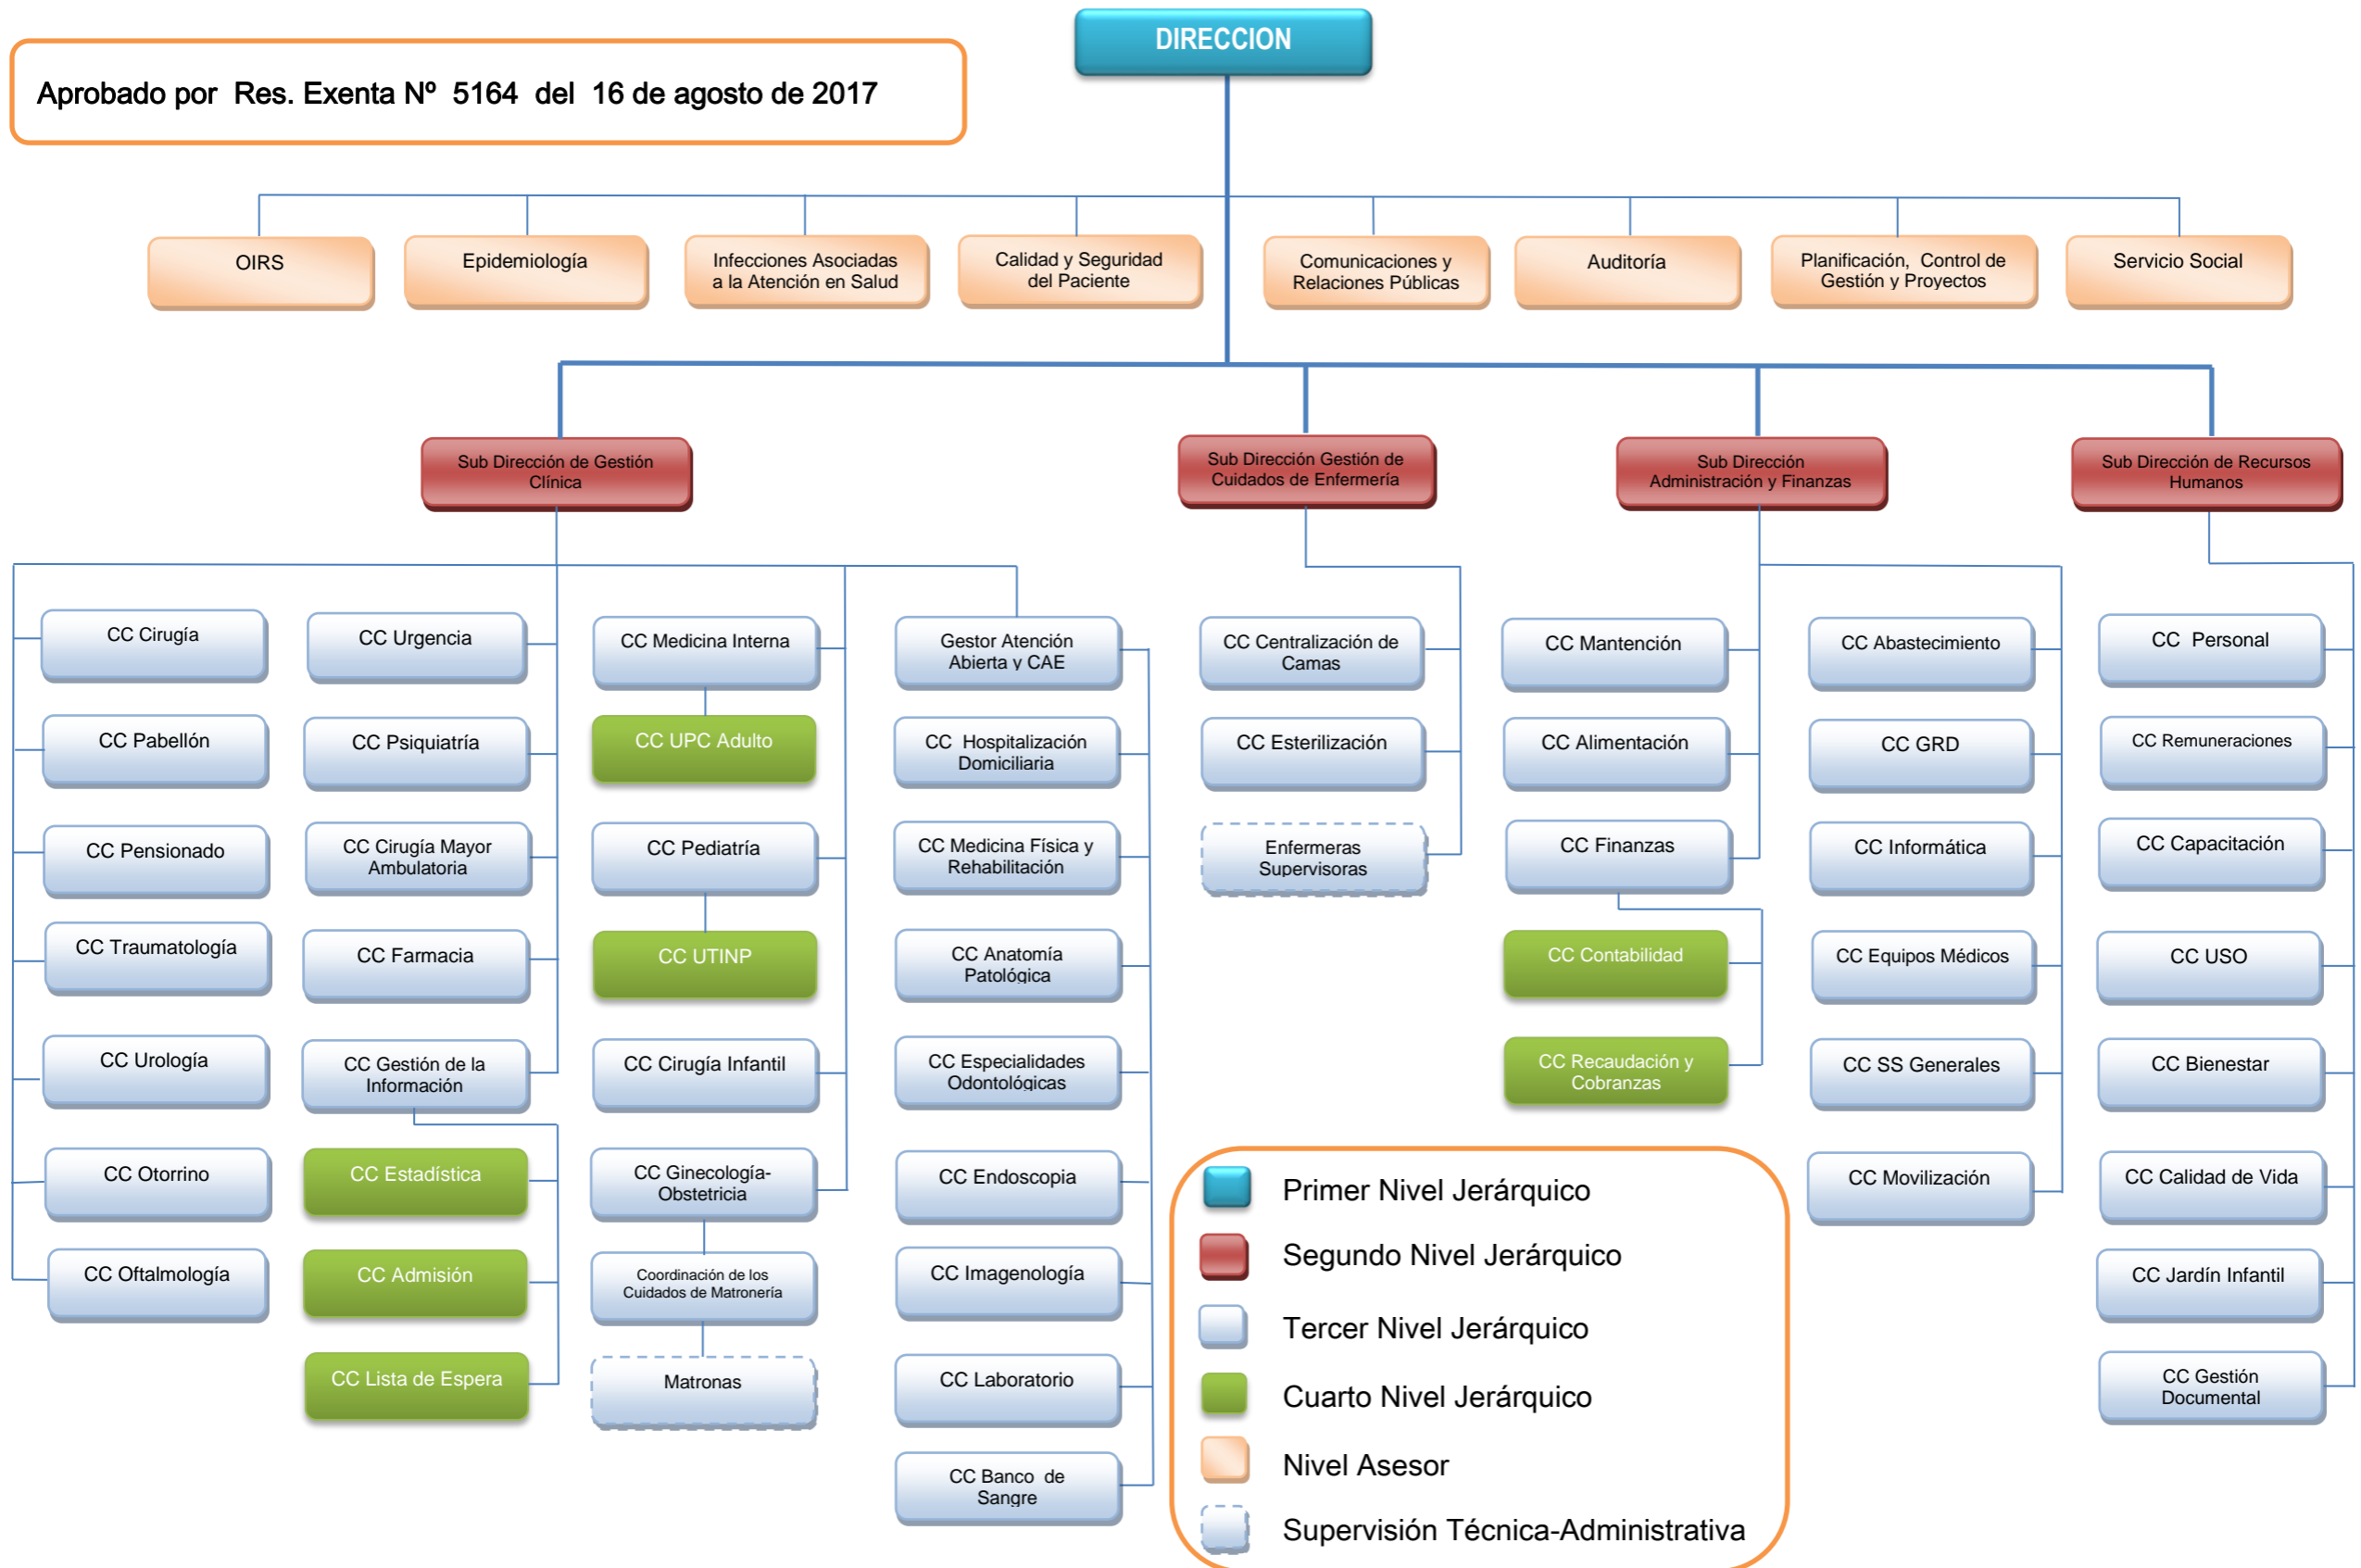 DIRECCION
Aprobado por Res. Exenta Nº 5164 del 16 de agosto de 2017
OIRS
Epidemiología
Infecciones Asociadas
a la Atención en Salud
Calidad y Seguridad
del Paciente
Comunicaciones y
Relaciones Públicas
Auditoría
Planificación, Control de
Gestión y Proyectos
Servicio Social
Sub Dirección de Gestión
Clínica
Sub Dirección Gestión de
Cuidados de Enfermería
Sub Dirección
Administración y Finanzas
Sub Dirección de Recursos
Humanos
CC Cirugía
CC Pabellón
CC Pensionado
CC Traumatología
CC Urología
CC Otorrino
CC Oftalmología
CC Urgencia
CC Psiquiatría
CC Cirugía Mayor
Ambulatoria
CC Farmacia
CC Gestión de la
Información
CC Estadística
CC Admisión
CC Lista de Espera
CC Medicina Interna
CC UPC Adulto
CC Pediatría
CC UTINP
CC Cirugía Infantil
CC Ginecología-
Obstetricia
Coordinación de los
Cuidados de Matronería
Matronas
Gestor Atención
Abierta y CAE
CC Hospitalización
Domiciliaria
CC Medicina Física y
Rehabilitación
CC Anatomía
Patológica
CC Especialidades
Odontológicas
CC Endoscopia
CC Imagenología
CC Laboratorio
CC Banco de
Sangre
CC Centralización de
Camas
CC Esterilización
Enfermeras
Supervisoras
CC Mantención
CC Alimentación
CC Finanzas
CC Contabilidad
CC Recaudación y
Cobranzas
CC Abastecimiento
CC GRD
CC Informática
CC Equipos Médicos
CC SS Generales
CC Movilización
CC Personal
CC Remuneraciones
CC Capacitación
CC USO
CC Bienestar
CC Calidad de Vida
CC Jardín Infantil
CC Gestión
Documental
Primer Nivel Jerárquico
Segundo Nivel Jerárquico
Tercer Nivel Jerárquico
Cuarto Nivel Jerárquico
Nivel Asesor
Supervisión Técnica-Administrativa